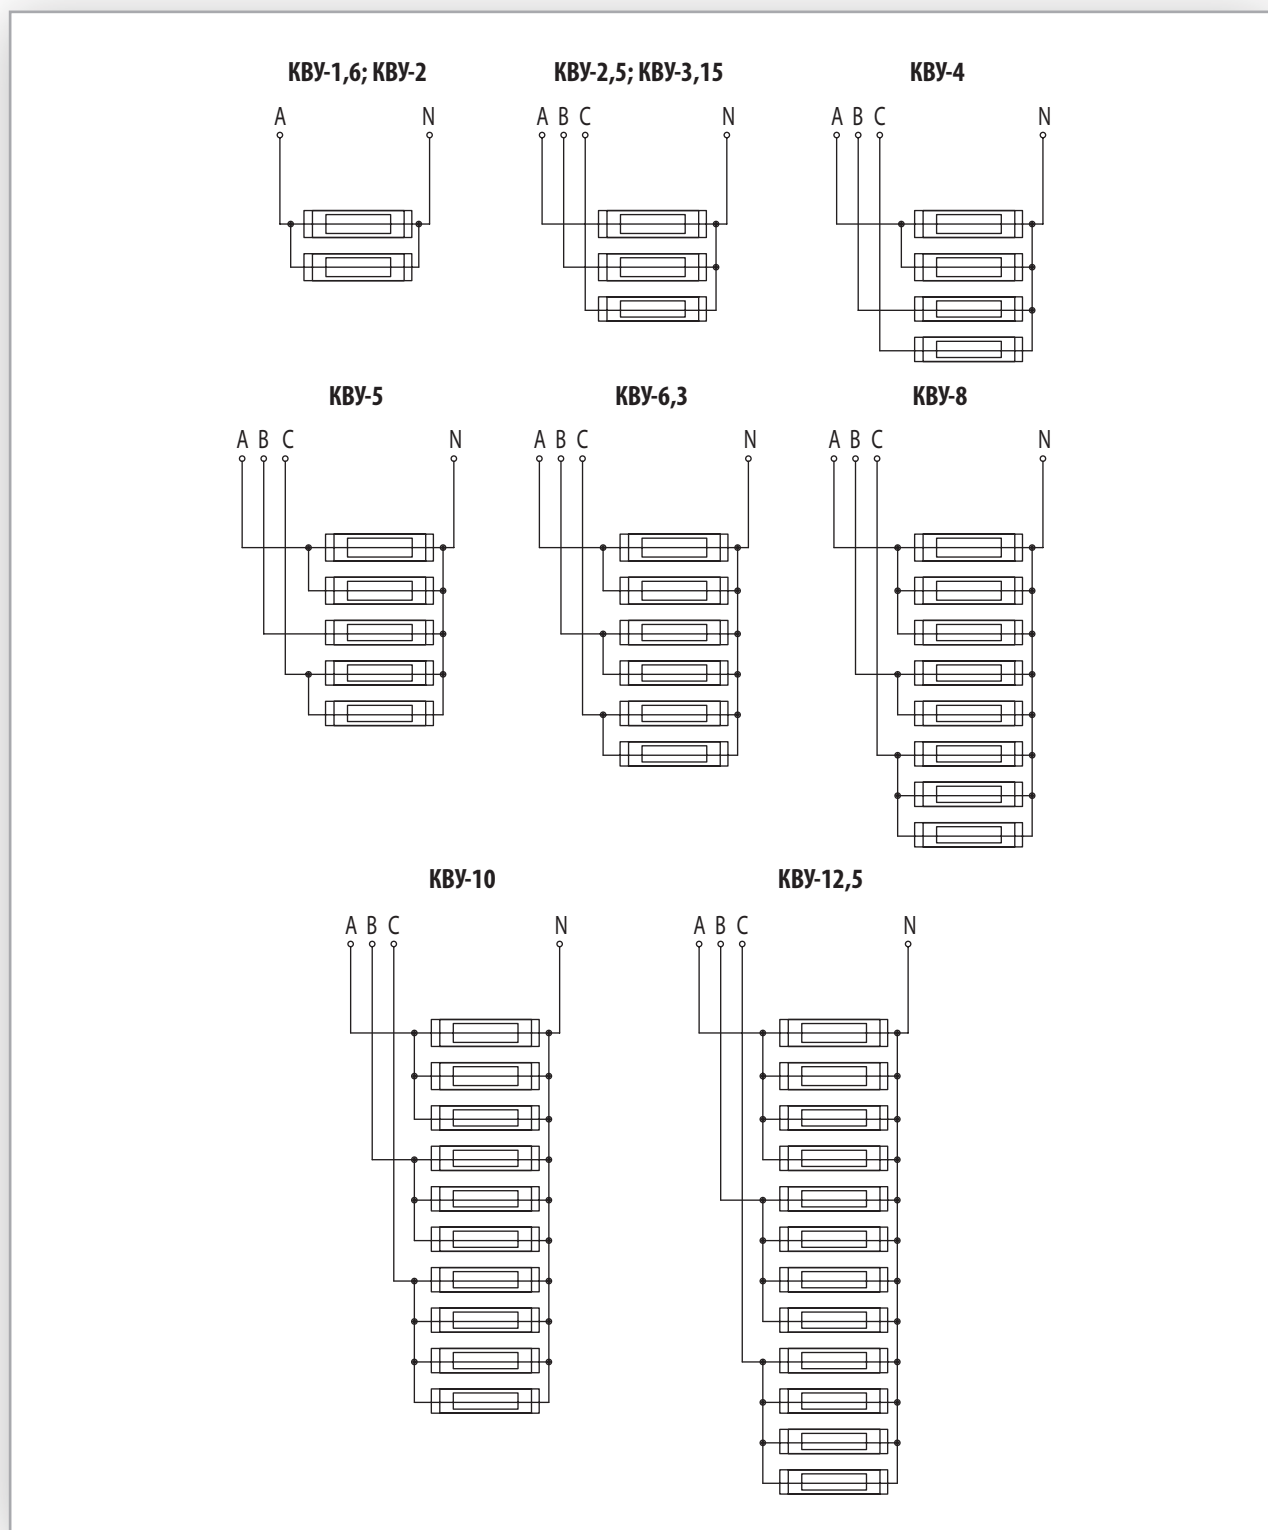 КВУ-1,6; КВУ-2
A N
КВУ-2,5; КВУ-3,15
A B C N
КВУ-4
A B C N
КВУ-5
A B C N
КВУ-6,3
A B C N
КВУ-8
A B C N
КВУ-10
A B C N
КВУ-12,5
A B C N